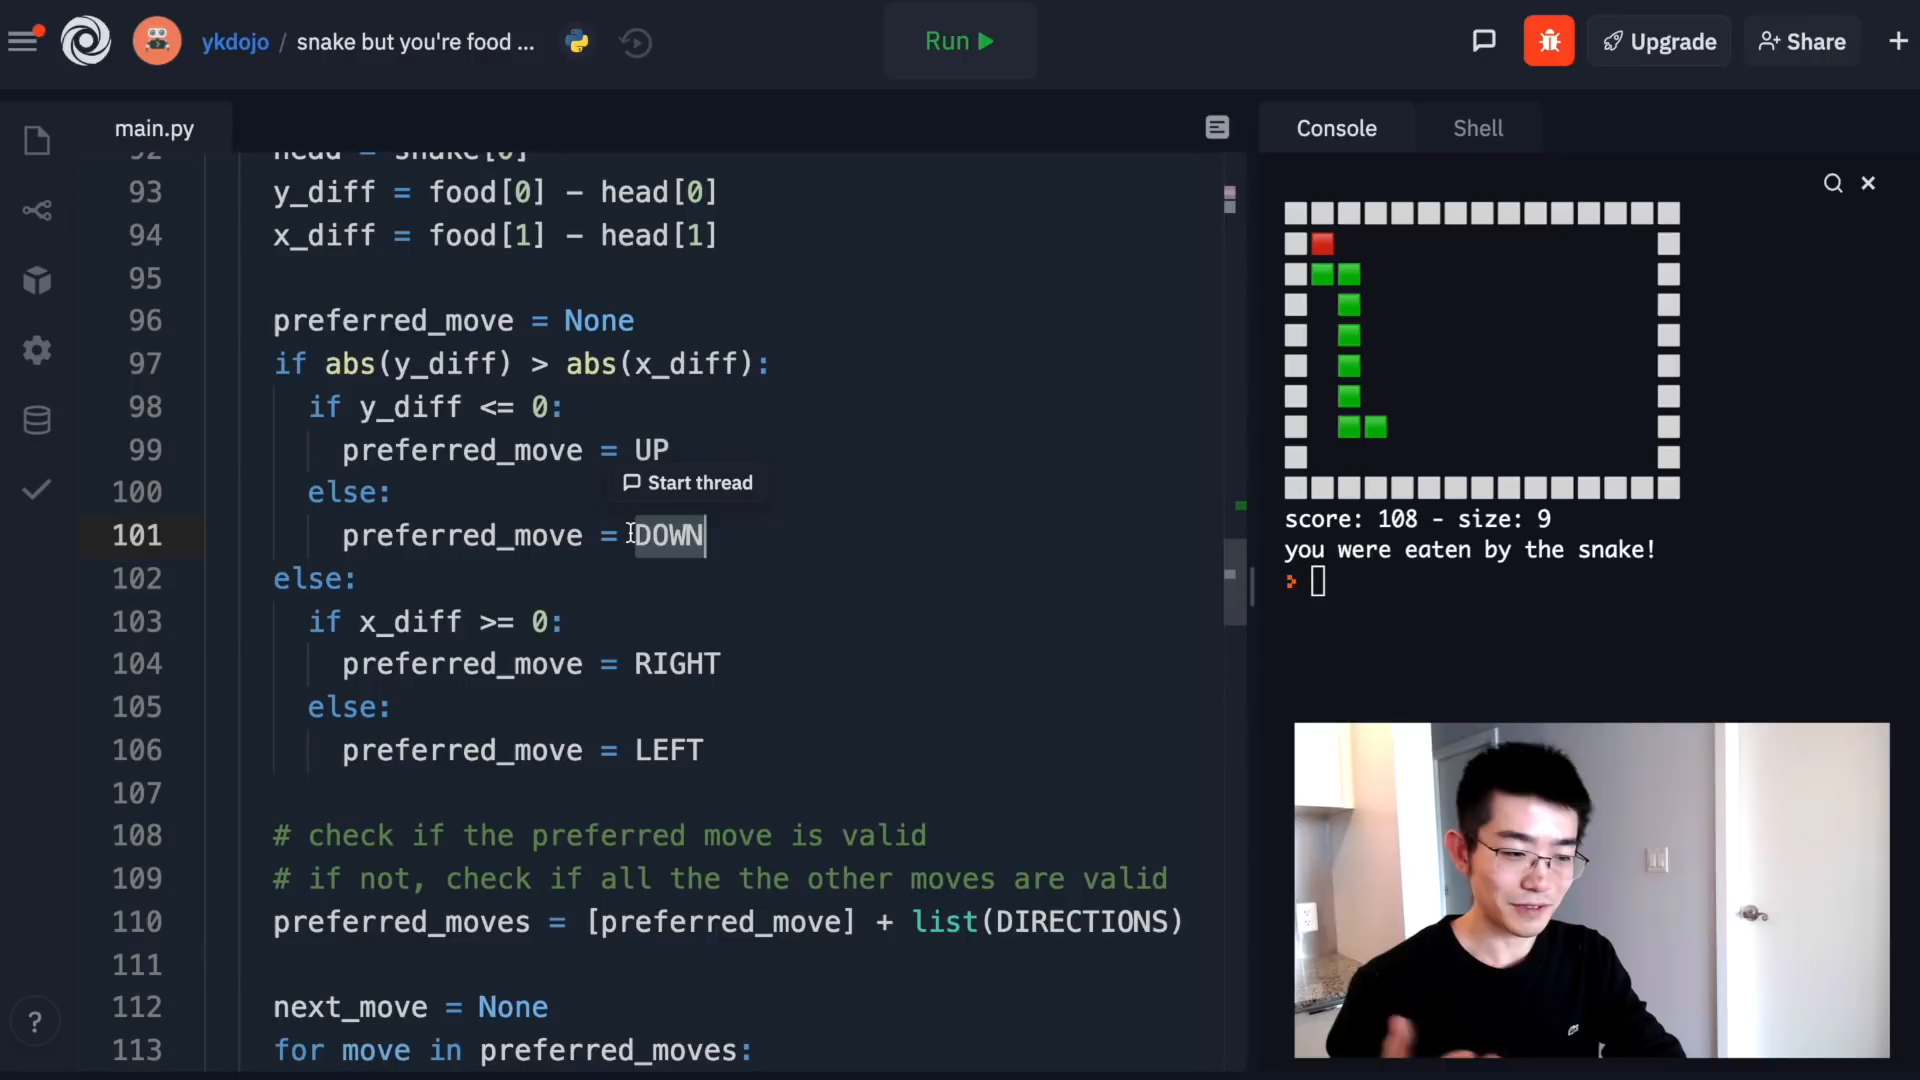 ykdojo / snake but you're food ...
Run
Upgrade
Share
main.py
Console
Shell
92 head = snake[0]
93 y_diff = food[0] - head[0]
94 x_diff = food[1] - head[1]
95
96 preferred_move = None
97 if abs(y_diff) > abs(x_diff):
98 if y_diff <= 0:
99 preferred_move = UP
Start thread
100 else:
101 preferred_move = DOWN
102 else:
103 if x_diff >= 0:
104 preferred_move = RIGHT
105 else:
106 preferred_move = LEFT
107
108 # check if the preferred move is valid
109 # if not, check if all the the other moves are valid
110 preferred_moves = [preferred_move] + list(DIRECTIONS)
111
112 next_move = None
113 for move in preferred_moves:
score: 108 - size: 9
you were eaten by the snake!
?